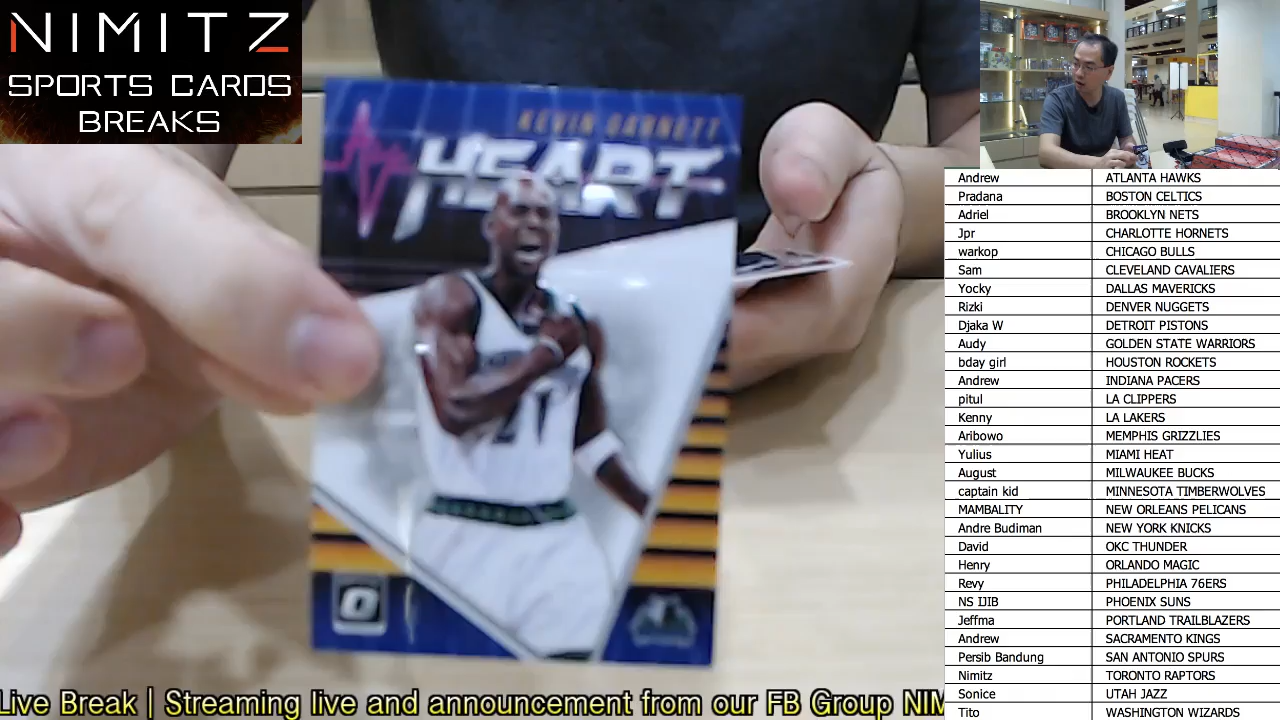 NIMITZ
SPORTS CARDS
BREAKS
KEVIN GARNETT
HEART
21
O
Andrew ATLANTA HAWKS
Pradana BOSTON CELTICS
Adriel BROOKLYN NETS
Jpr CHARLOTTE HORNETS
warkop CHICAGO BULLS
Sam CLEVELAND CAVALIERS
Yocky DALLAS MAVERICKS
Rizki DENVER NUGGETS
Djaka W DETROIT PISTONS
Audy GOLDEN STATE WARRIORS
bday girl HOUSTON ROCKETS
Andrew INDIANA PACERS
pitul LA CLIPPERS
Kenny LA LAKERS
Aribowo MEMPHIS GRIZZLIES
Yulius MIAMI HEAT
August MILWAUKEE BUCKS
captain kid MINNESOTA TIMBERWOLVES
MAMBALITY NEW ORLEANS PELICANS
Andre Budiman NEW YORK KNICKS
David OKC THUNDER
Henry ORLANDO MAGIC
Revy PHILADELPHIA 76ERS
NS IJIB PHOENIX SUNS
Jeffma PORTLAND TRAILBLAZERS
Andrew SACRAMENTO KINGS
Persib Bandung SAN ANTONIO SPURS
Nimitz TORONTO RAPTORS
Sonice UTAH JAZZ
Tito WASHINGTON WIZARDS
Live Break | Streaming live and announcement from our FB Group NIM